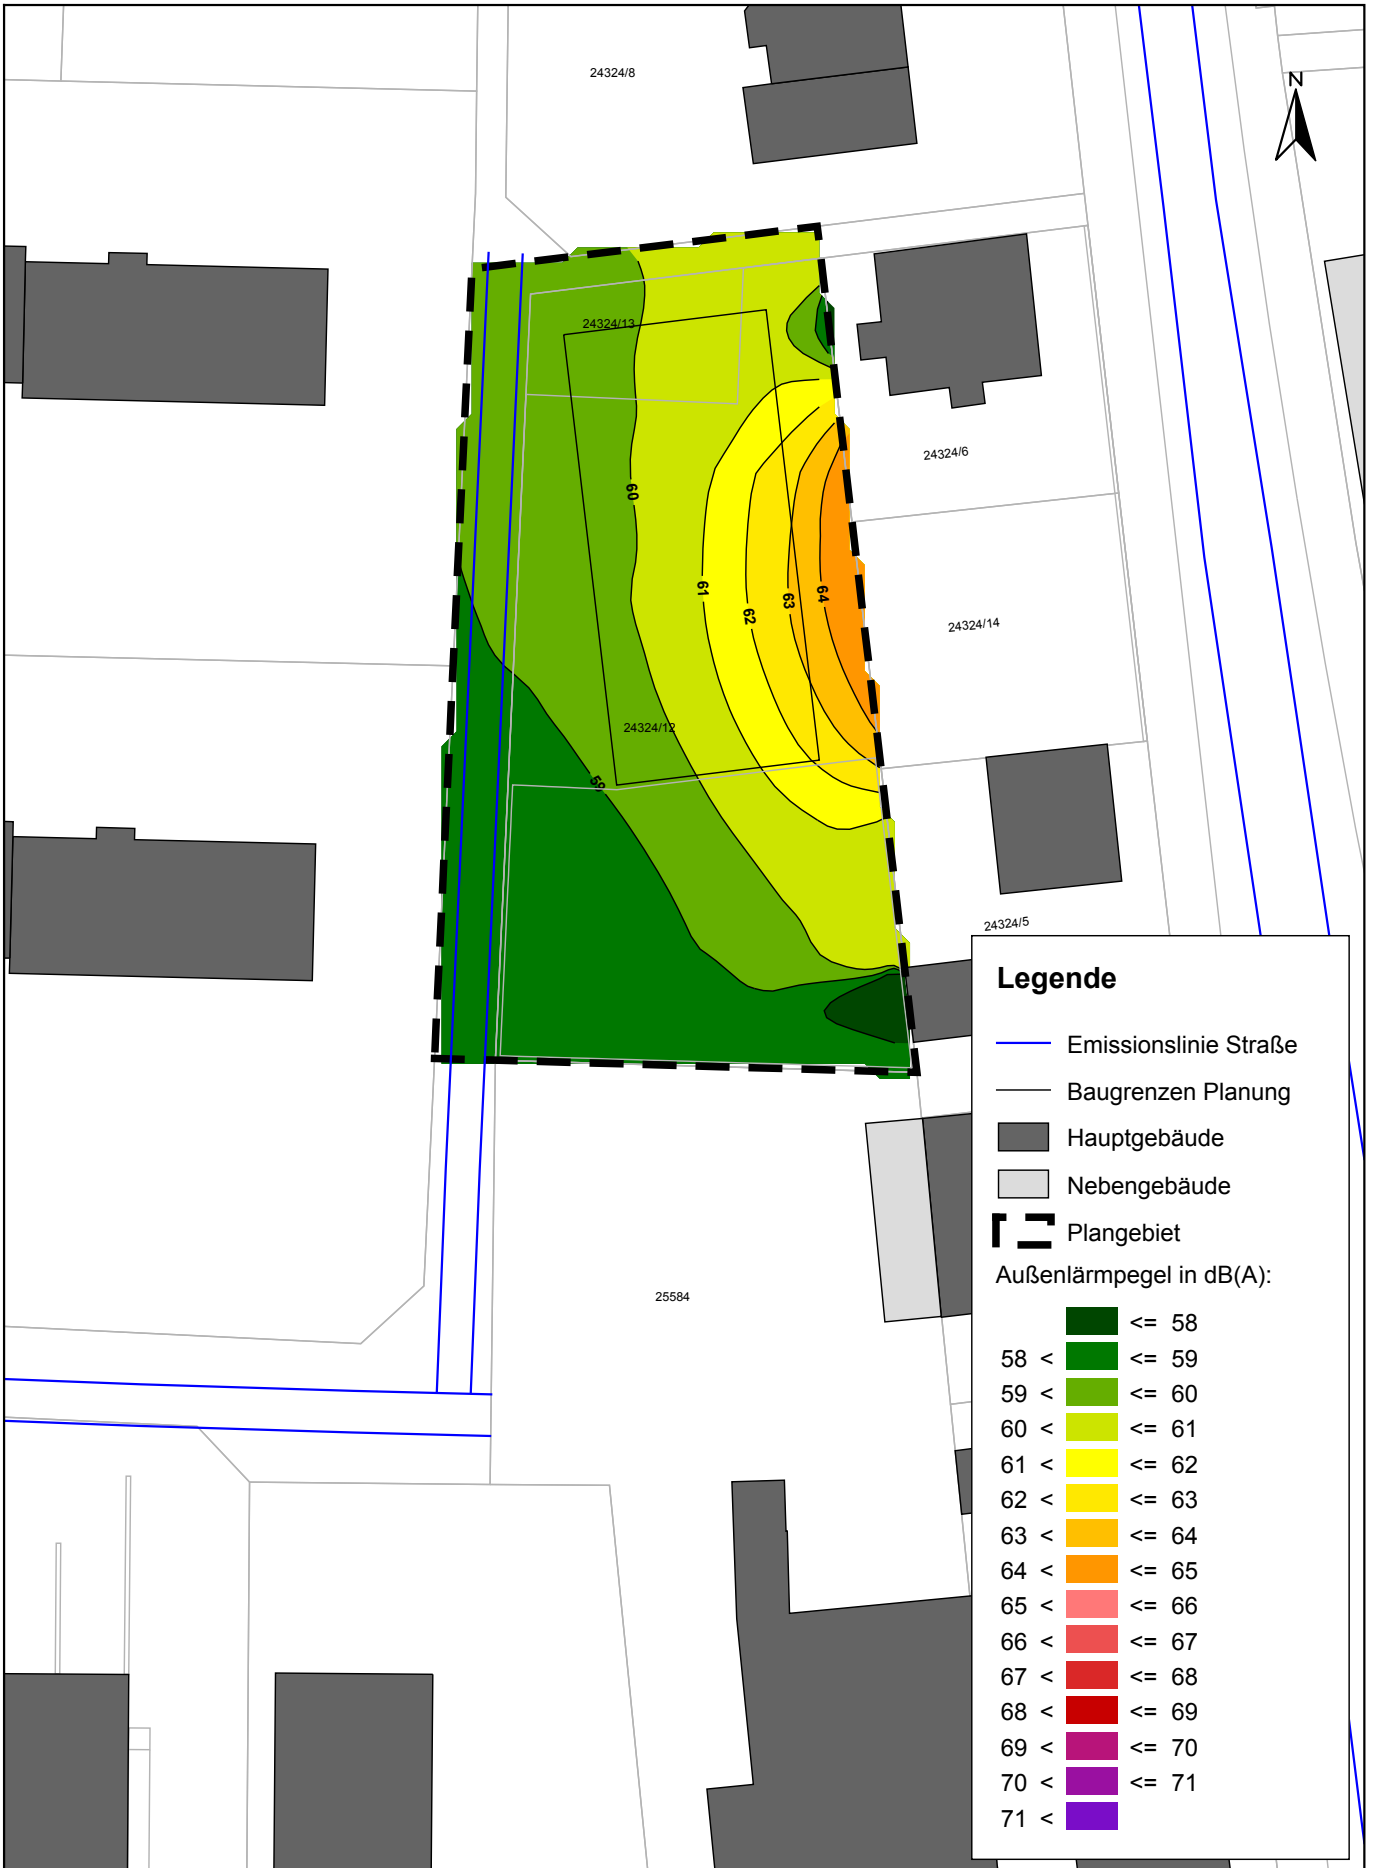 24324/8
N
24324/13
24324/6
60
61
62
63
64
24324/14
24324/12
59
24324/5
Legende
Emissionslinie Straße
Baugrenzen Planung
Hauptgebäude
Nebengebäude
Plangebiet
Außenlärmpegel in dB(A):
<= 58
58 < <= 59
59 < <= 60
60 < <= 61
61 < <= 62
62 < <= 63
63 < <= 64
64 < <= 65
65 < <= 66
66 < <= 67
67 < <= 68
68 < <= 69
69 < <= 70
70 < <= 71
71 <
25584